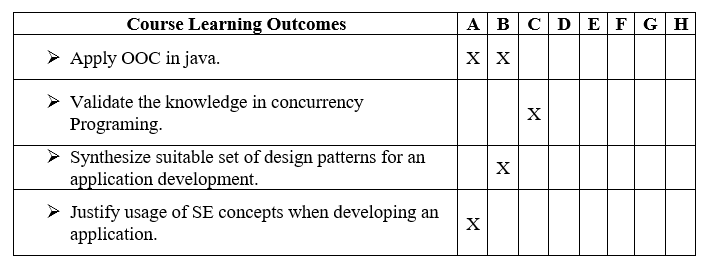 Course Learning Outcomes A B C D E F G H
➢ Apply OOC in java. X X
➢ Validate the knowledge in concurrency
Programing. X
➢ Synthesize suitable set of design patterns for an
application development. X
➢ Justify usage of SE concepts when developing an
application. X